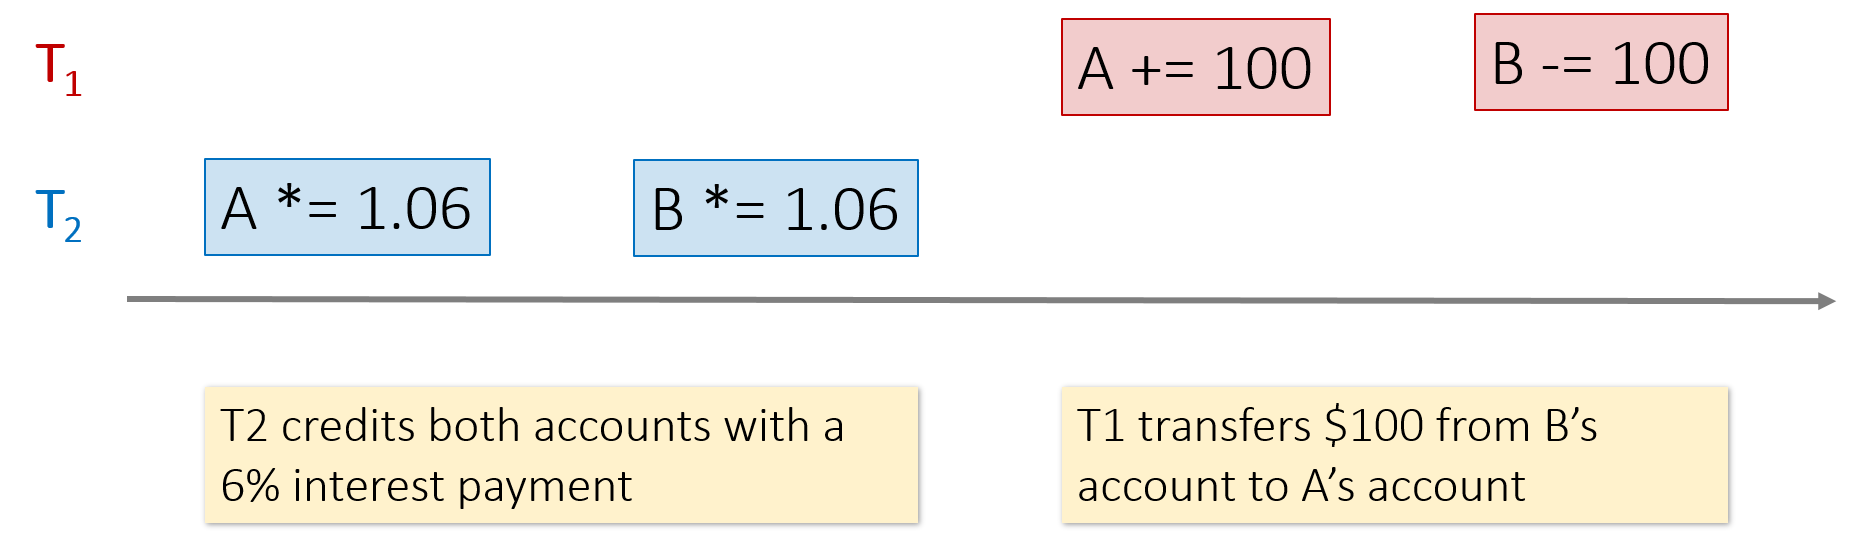 T1 A += 100 B -= 100
T2 A *= 1.06 B *= 1.06
T2 credits both accounts with a
6% interest payment
T1 transfers $100 from B’s
account to A’s account